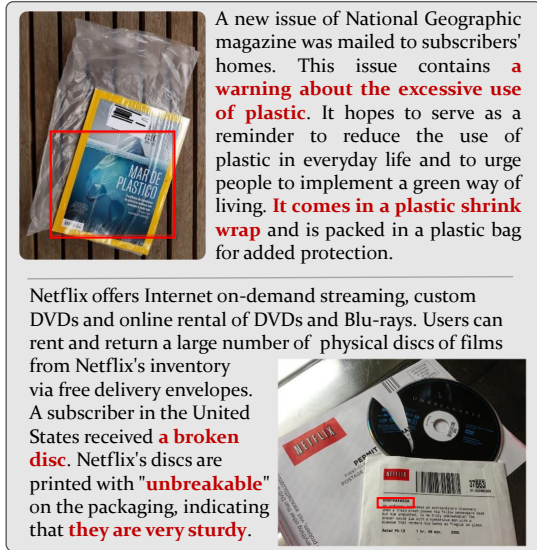 A new issue of National Geographic
magazine was mailed to subscribers'
homes. This issue contains a
warning about the excessive use
of plastic. It hopes to serve as a
reminder to reduce the use of
plastic in everyday life and to urge
people to implement a green way of
living. It comes in a plastic shrink
wrap and is packed in a plastic bag
for added protection.
MAR DE
PLÁSTICO
Netflix offers Internet on-demand streaming, custom
DVDs and online rental of DVDs and Blu-rays. Users can
rent and return a large number of physical discs of films
from Netflix's inventory
via free delivery envelopes.
A subscriber in the United
States received a broken
disc. Netflix's discs are
printed with "unbreakable"
on the packaging, indicating
that they are very sturdy.
NETFLIX
NETFLIX
37863